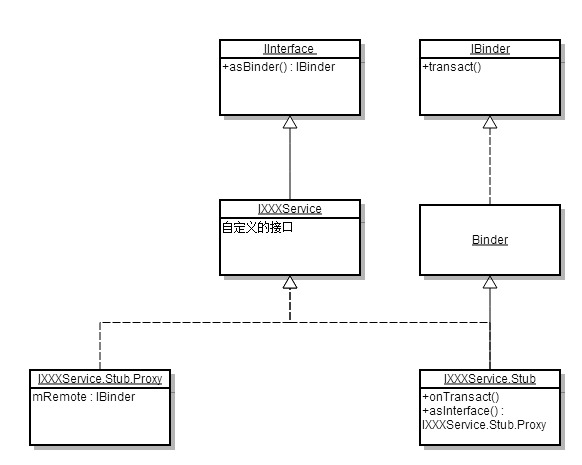 IInterface
IBinder
+asBinder() : IBinder
+transact()
IXXXService
自定义的接口
Binder
IXXXService.Stub.Proxy
mRemote : IBinder
IXXXService.Stub
+onTransact()
+asInterface() :
IXXXService.Stub.Proxy